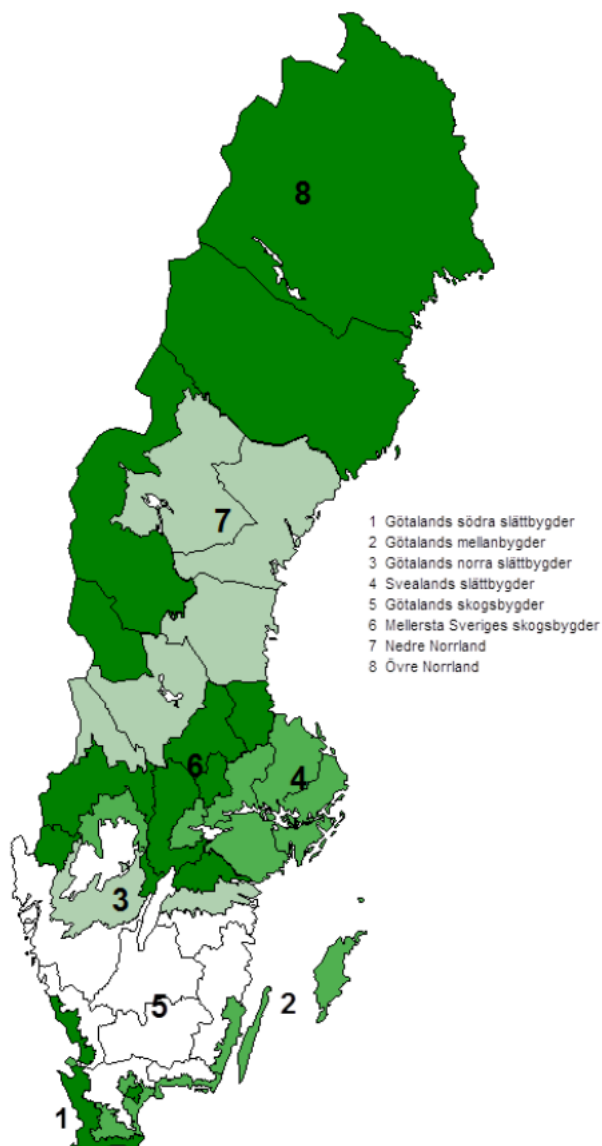 8
7
1 Götalands södra slättbygder
2 Götalands mellanbygder
3 Götalands norra slättbygder
4 Svealands slättbygder
5 Götalands skogsbygder
6 Mellersta Sveriges skogsbygder
7 Nedre Norrland
8 Övre Norrland
6
4
3
5
2
1